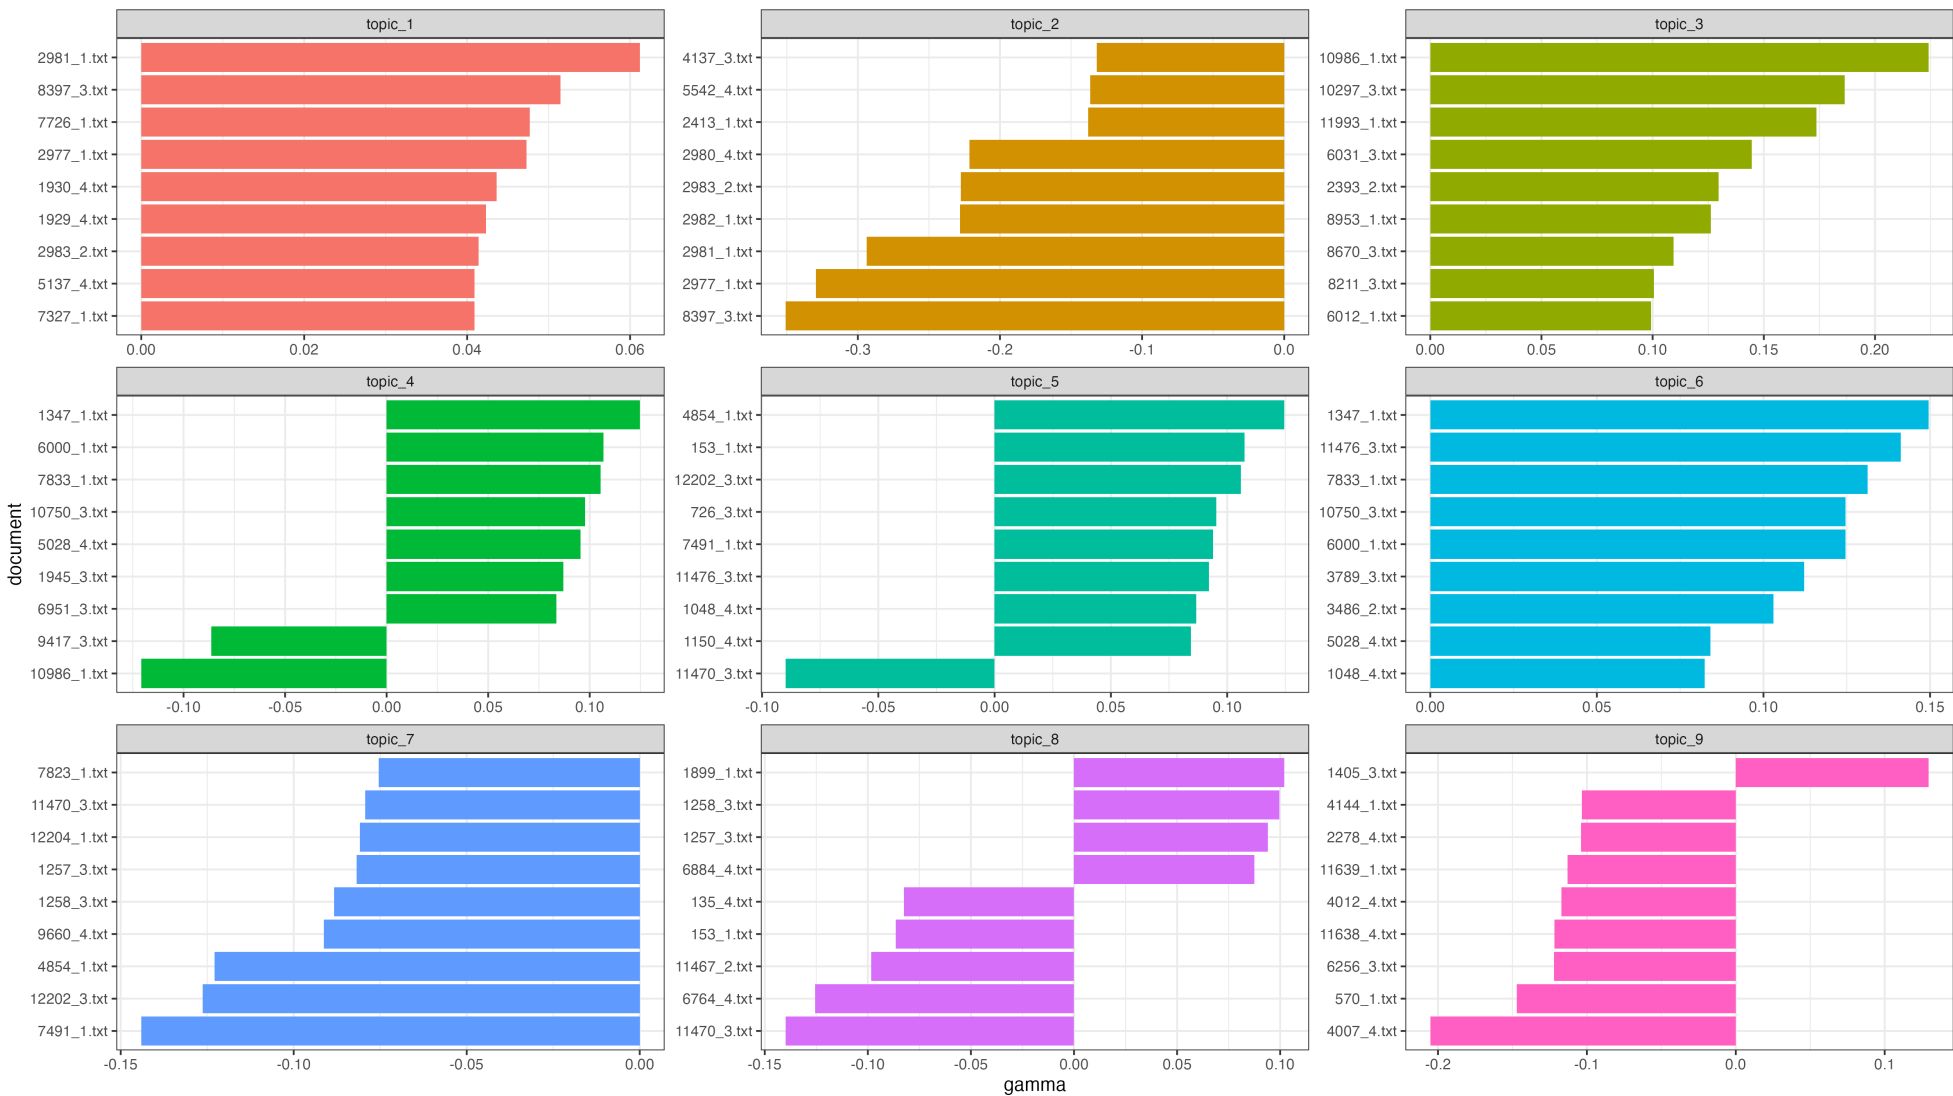 topic_1
2981_1.txt
8397_3.txt
7726_1.txt
2977_1.txt
1930_4.txt
1929_4.txt
2983_2.txt
5137_4.txt
7327_1.txt
0.00 0.02 0.04 0.06
topic_2
4137_3.txt
5542_4.txt
2413_1.txt
2980_4.txt
2983_2.txt
2982_1.txt
2981_1.txt
2977_1.txt
8397_3.txt
-0.3 -0.2 -0.1 0.0
topic_3
10986_1.txt
10297_3.txt
11993_1.txt
6031_3.txt
2393_2.txt
8953_1.txt
8670_3.txt
8211_3.txt
6012_1.txt
0.00 0.05 0.10 0.15 0.20
document
topic_4
1347_1.txt
6000_1.txt
7833_1.txt
10750_3.txt
5028_4.txt
1945_3.txt
6951_3.txt
9417_3.txt
10986_1.txt
-0.10 -0.05 0.00 0.05 0.10
topic_5
4854_1.txt
153_1.txt
12202_3.txt
726_3.txt
7491_1.txt
11476_3.txt
1048_4.txt
1150_4.txt
11470_3.txt
-0.10 -0.05 0.00 0.05 0.10
topic_6
1347_1.txt
11476_3.txt
7833_1.txt
10750_3.txt
6000_1.txt
3789_3.txt
3486_2.txt
5028_4.txt
1048_4.txt
0.00 0.05 0.10 0.15
topic_7
7823_1.txt
11470_3.txt
12204_1.txt
1257_3.txt
1258_3.txt
9660_4.txt
4854_1.txt
12202_3.txt
7491_1.txt
-0.15 -0.10 -0.05 0.00
topic_8
1899_1.txt
1258_3.txt
1257_3.txt
6884_4.txt
135_4.txt
153_1.txt
11467_2.txt
6764_4.txt
11470_3.txt
-0.15 -0.10 -0.05 0.00 0.05 0.10
topic_9
1405_3.txt
4144_1.txt
2278_4.txt
11639_1.txt
4012_4.txt
11638_4.txt
6256_3.txt
570_1.txt
4007_4.txt
-0.2 -0.1 0.0 0.1
gamma